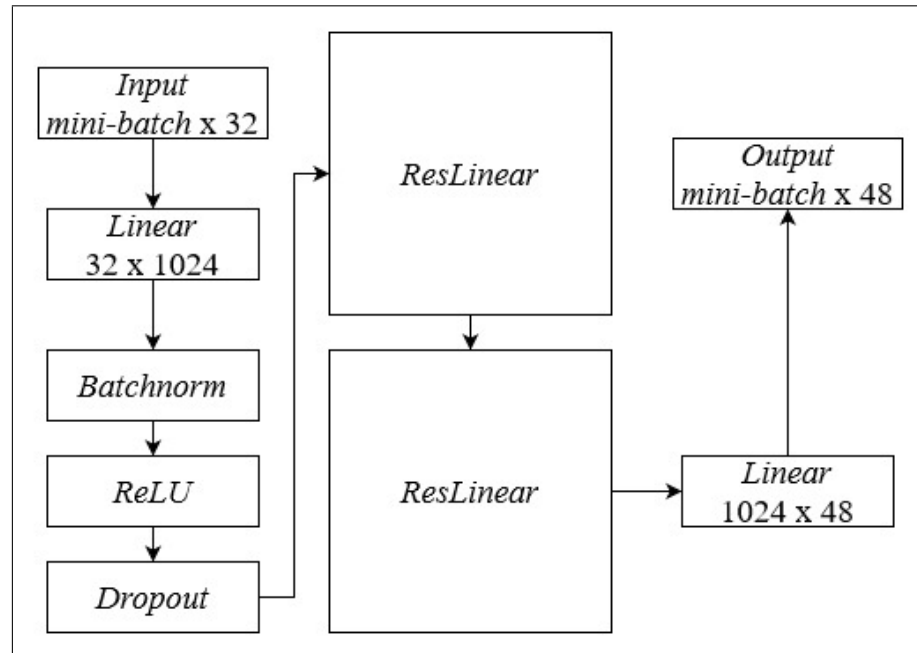 Input
mini-batch x 32
Linear
32 x 1024
Batchnorm
ReLU
Dropout
ResLinear
ResLinear
Linear
1024 x 48
Output
mini-batch x 48